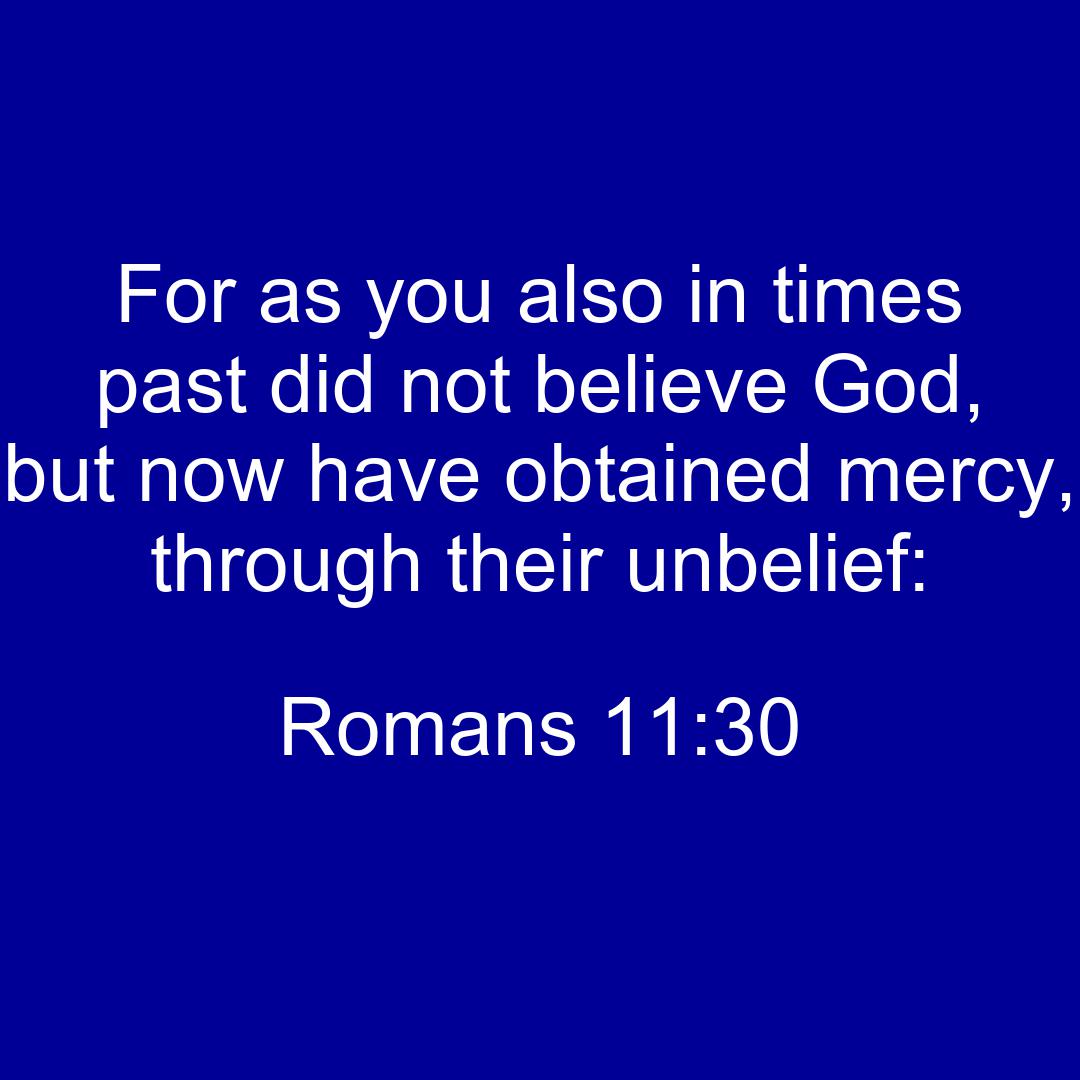 For as you also in times
past did not believe God,
but now have obtained mercy,
through their unbelief:
Romans 11:30